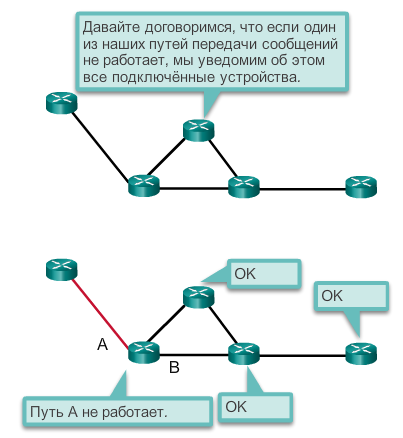 Давайте договоримся, что если один
из наших путей передачи сообщений
не работает, мы уведомим об этом
все подключённые устройства.
OK
OK
A
B
Путь A не работает.
OK